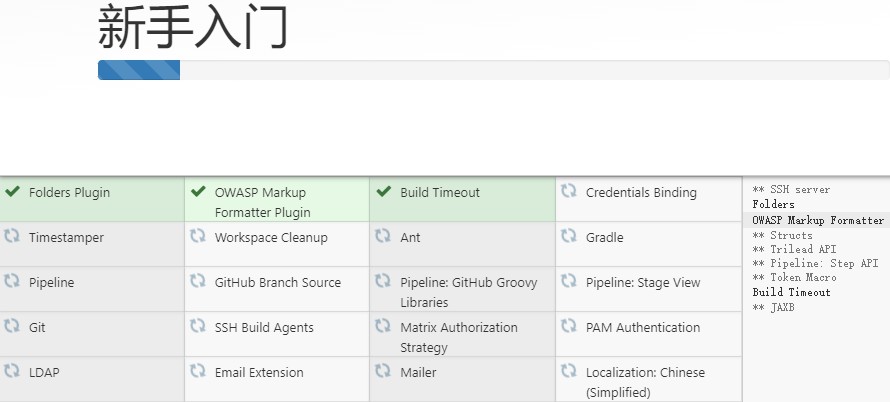 新手入门
Folders Plugin
OWASP Markup
Formatter Plugin
Build Timeout
Credentials Binding
Timestamper
Workspace Cleanup
Ant
Gradle
Pipeline
GitHub Branch Source
Pipeline: GitHub Groovy
Libraries
Pipeline: Stage View
Git
SSH Build Agents
Matrix Authorization
Strategy
PAM Authentication
LDAP
Email Extension
Mailer
Localization: Chinese
(Simplified)
** SSH server
Folders
OWASP Markup Formatter
** Structs
** Trilead API
** Pipeline: Step API
** Token Macro
Build Timeout
** JAXB